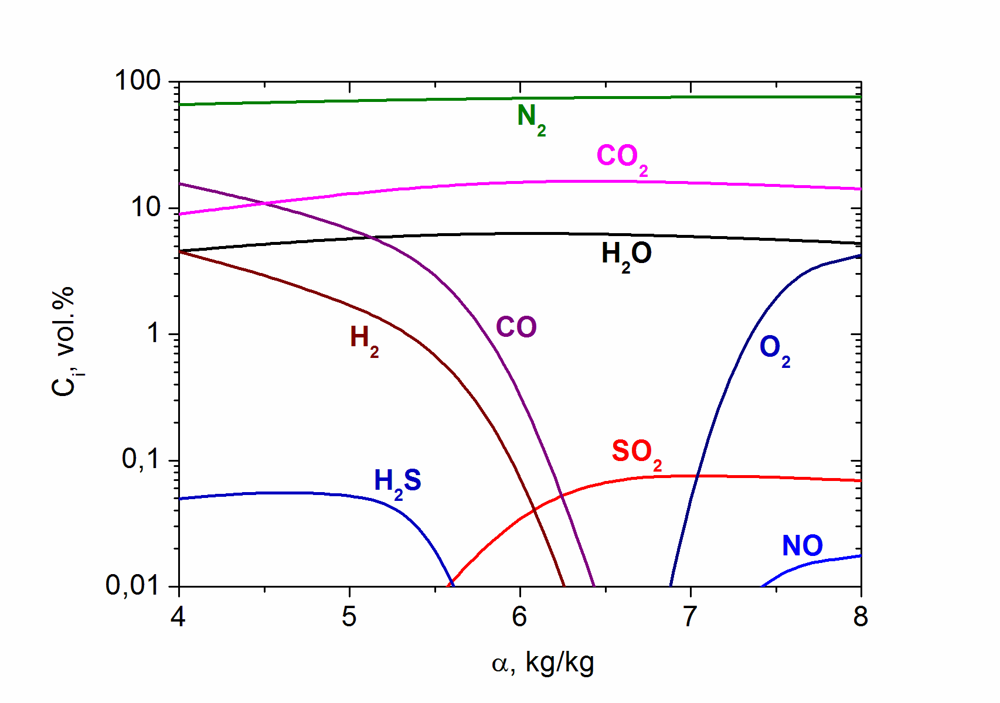 100
N₂
CO₂
10
H₂O
Cᵢ, vol.%
CO
1
H₂
O₂
SO₂
0,1
H₂S
NO
0,01
4 5 6 7 8
α, kg/kg